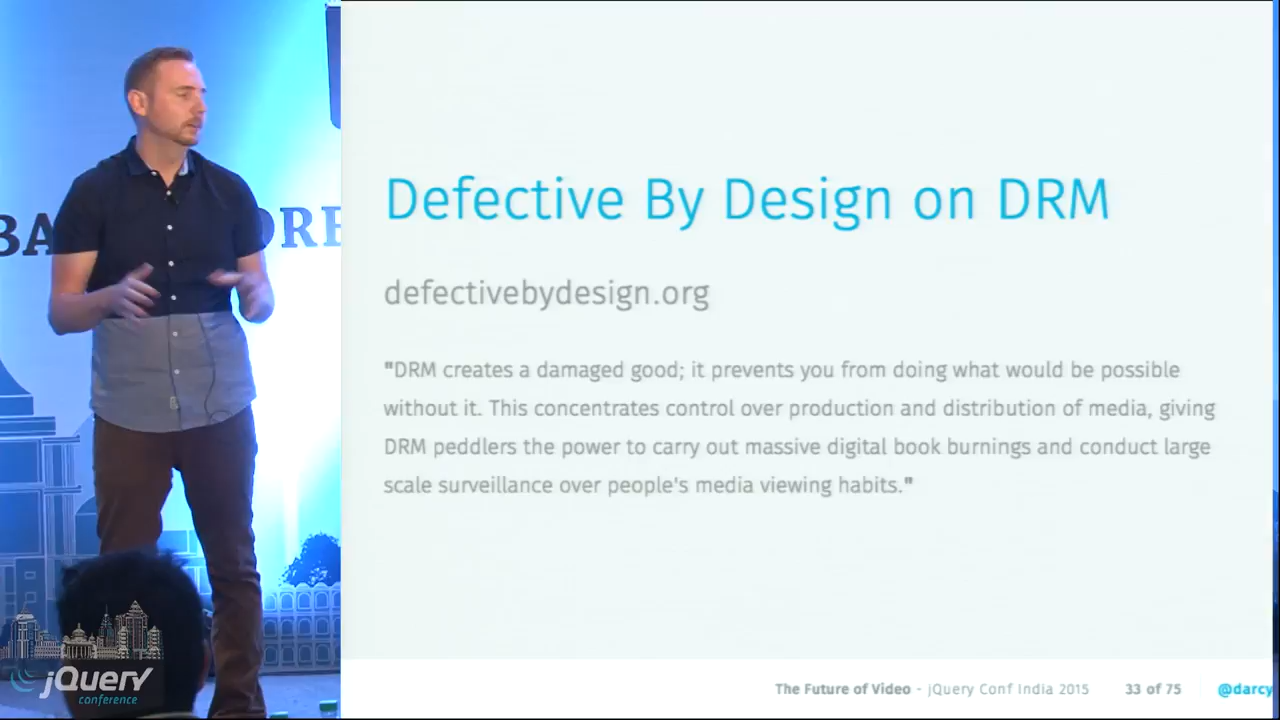 BA ORE
Defective By Design on DRM
defectivebydesign.org
"DRM creates a damaged good; it prevents you from doing what would be possible
without it. This concentrates control over production and distribution of media, giving
DRM peddlers the power to carry out massive digital book burnings and conduct large
scale surveillance over people's media viewing habits."
jQuery
conference
The Future of Video - jQuery Conf India 2015 33 of 75 @darcy